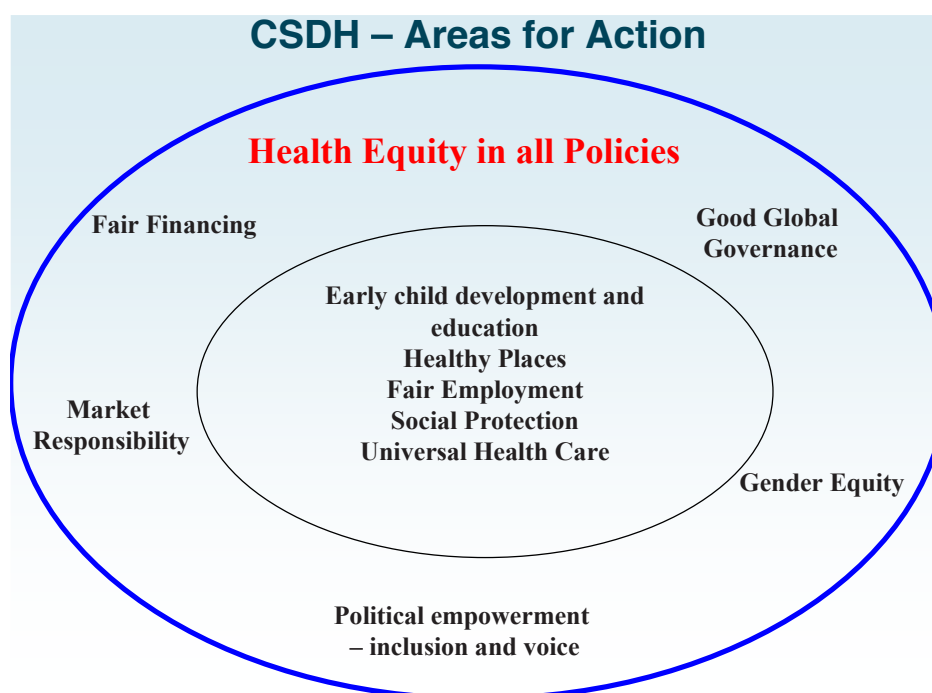 CSDH – Areas for Action
Health Equity in all Policies
Fair Financing
Good Global
Governance
Early child development and
education
Healthy Places
Fair Employment
Social Protection
Universal Health Care
Market
Responsibility
Gender Equity
Political empowerment
– inclusion and voice